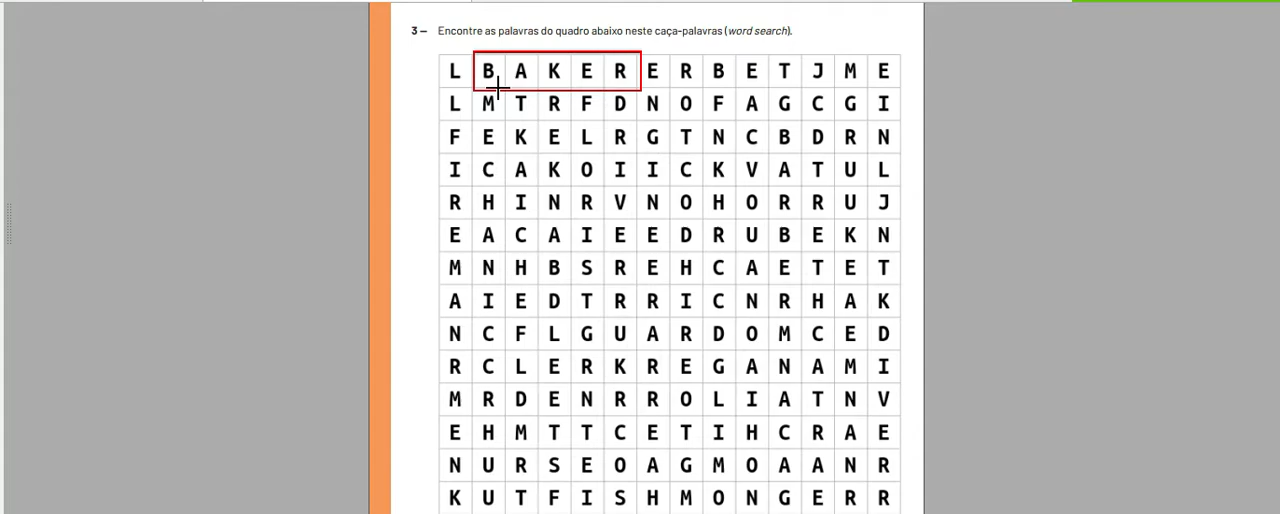 3 – Encontre as palavras do quadro abaixo neste caça-palavras (word search).
L B A K E R E R B E T J M E
L M T R F D N O F A G C G I
F E K E L R G T N C B D R N
I C A K O I I C K V A T U L
R H I N R V N O H O R R U J
E A C A I E E D R U B E K N
M N H B S R E H C A E T E T
A I E D T R R I C N R H A K
N C F L G U A R D O M C E D
R C L E R K R E G A N A M I
M R D E N R R O L I A T N V
E H M T T C E T I H C R A E
N U R S E O A G M O A A N R
K U T F I S H M O N G E R R